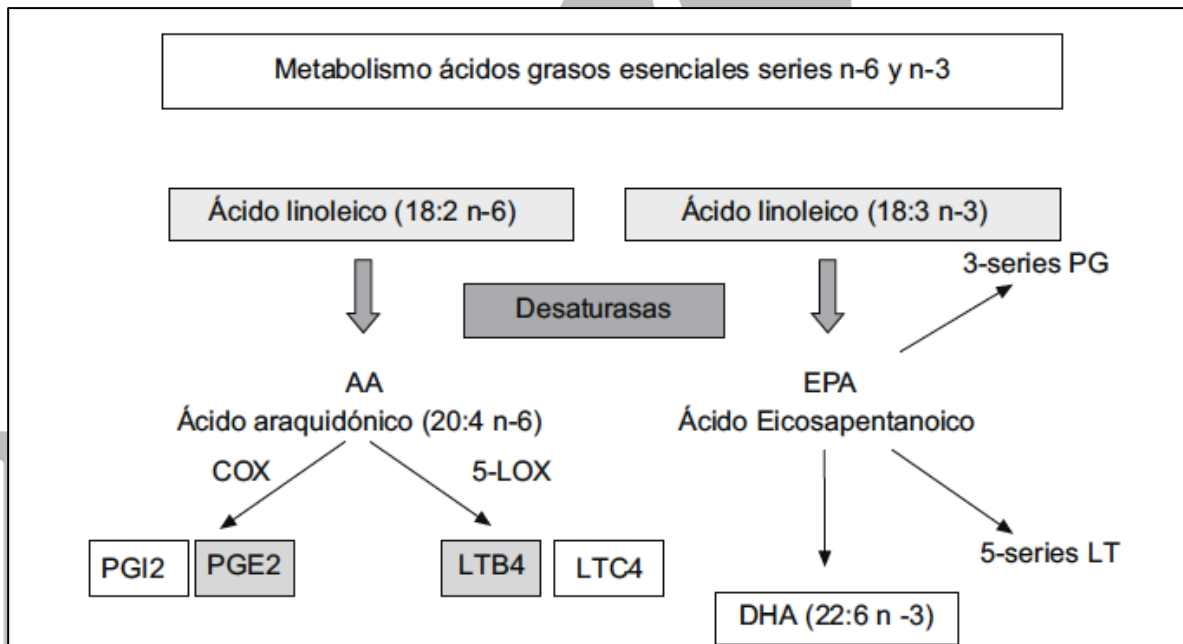 Metabolismo ácidos grasos esenciales series n-6 y n-3
Ácido linoleico (18:2 n-6)
Ácido linoleico (18:3 n-3)
3-series PG
Desaturasas
AA
Ácido araquidónico (20:4 n-6)
EPA
Ácido Eicosapentanoico
COX
5-LOX
PGI2
PGE2
LTB4
LTC4
5-series LT
DHA (22:6 n -3)